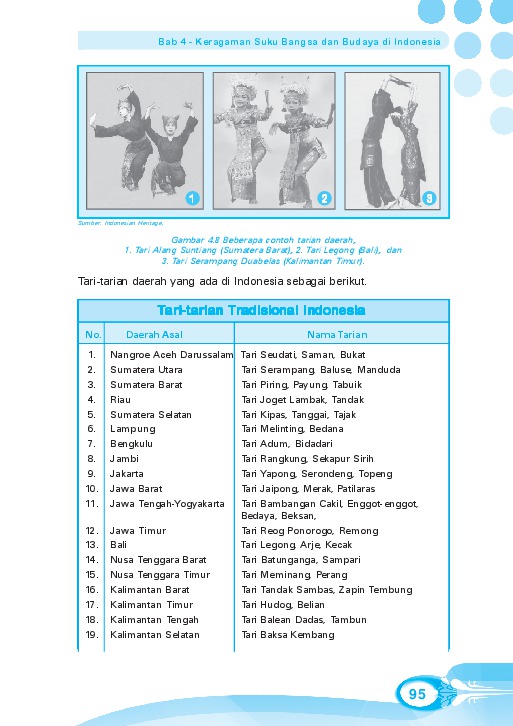 Bab 4 - Keragaman Suku Bangsa dan Budaya di Indonesia
1
2
3
Sumber: Indonesian Heritage.
Gambar 4.8 Beberapa contoh tarian daerah,
1. Tari Alang Suntiang (Sumatera Barat), 2. Tari Legong (Bali), dan
3. Tari Serampang Duabelas (Kalimantan Timur).
Tari-tarian daerah yang ada di Indonesia sebagai berikut.
Tari-tarian Tradisional Indonesia
No. Daerah Asal Nama Tarian
1. Nangroe Aceh Darussalam Tari Seudati, Saman, Bukat
2. Sumatera Utara Tari Serampang, Baluse, Manduda
3. Sumatera Barat Tari Piring, Payung, Tabuik
4. Riau Tari Joget Lambak, Tandak
5. Sumatera Selatan Tari Kipas, Tanggai, Tajak
6. Lampung Tari Melinting, Bedana
7. Bengkulu Tari Adum, Bidadari
8. Jambi Tari Rangkung, Sekapur Sirih
9. Jakarta Tari Yapong, Serondeng, Topeng
10. Jawa Barat Tari Jaipong, Merak, Patilaras
11. Jawa Tengah-Yogyakarta Tari Bambangan Cakil, Enggot-enggot,
Bedaya, Beksan,
12. Jawa Timur Tari Reog Ponorogo, Remong
13. Bali Tari Legong, Arje, Kecak
14. Nusa Tenggara Barat Tari Batunganga, Sampari
15. Nusa Tenggara Timur Tari Meminang, Perang
16. Kalimantan Barat Tari Tandak Sambas, Zapin Tembung
17. Kalimantan Timur Tari Hudog, Belian
18. Kalimantan Tengah Tari Balean Dadas, Tambun
19. Kalimantan Selatan Tari Baksa Kembang
95